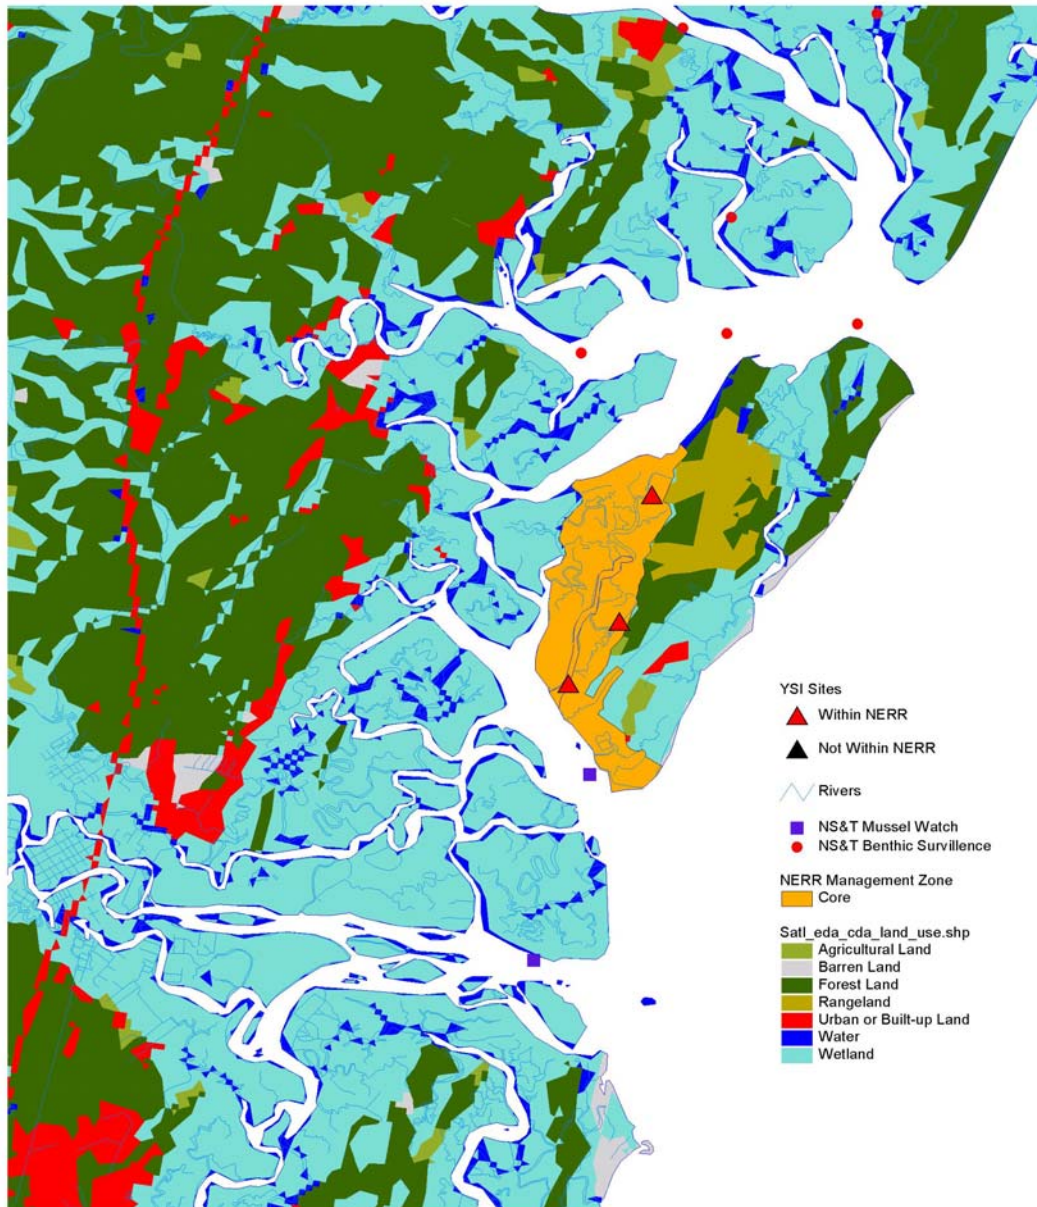 YSI Sites
Within NERR
Not Within NERR
Rivers
NS&T Mussel Watch
NS&T Benthic Survillence
NERR Management Zone
Core
Satl_eda_cda_land_use.shp
Agricultural Land
Barren Land
Forest Land
Rangeland
Urban or Built-up Land
Water
Wetland